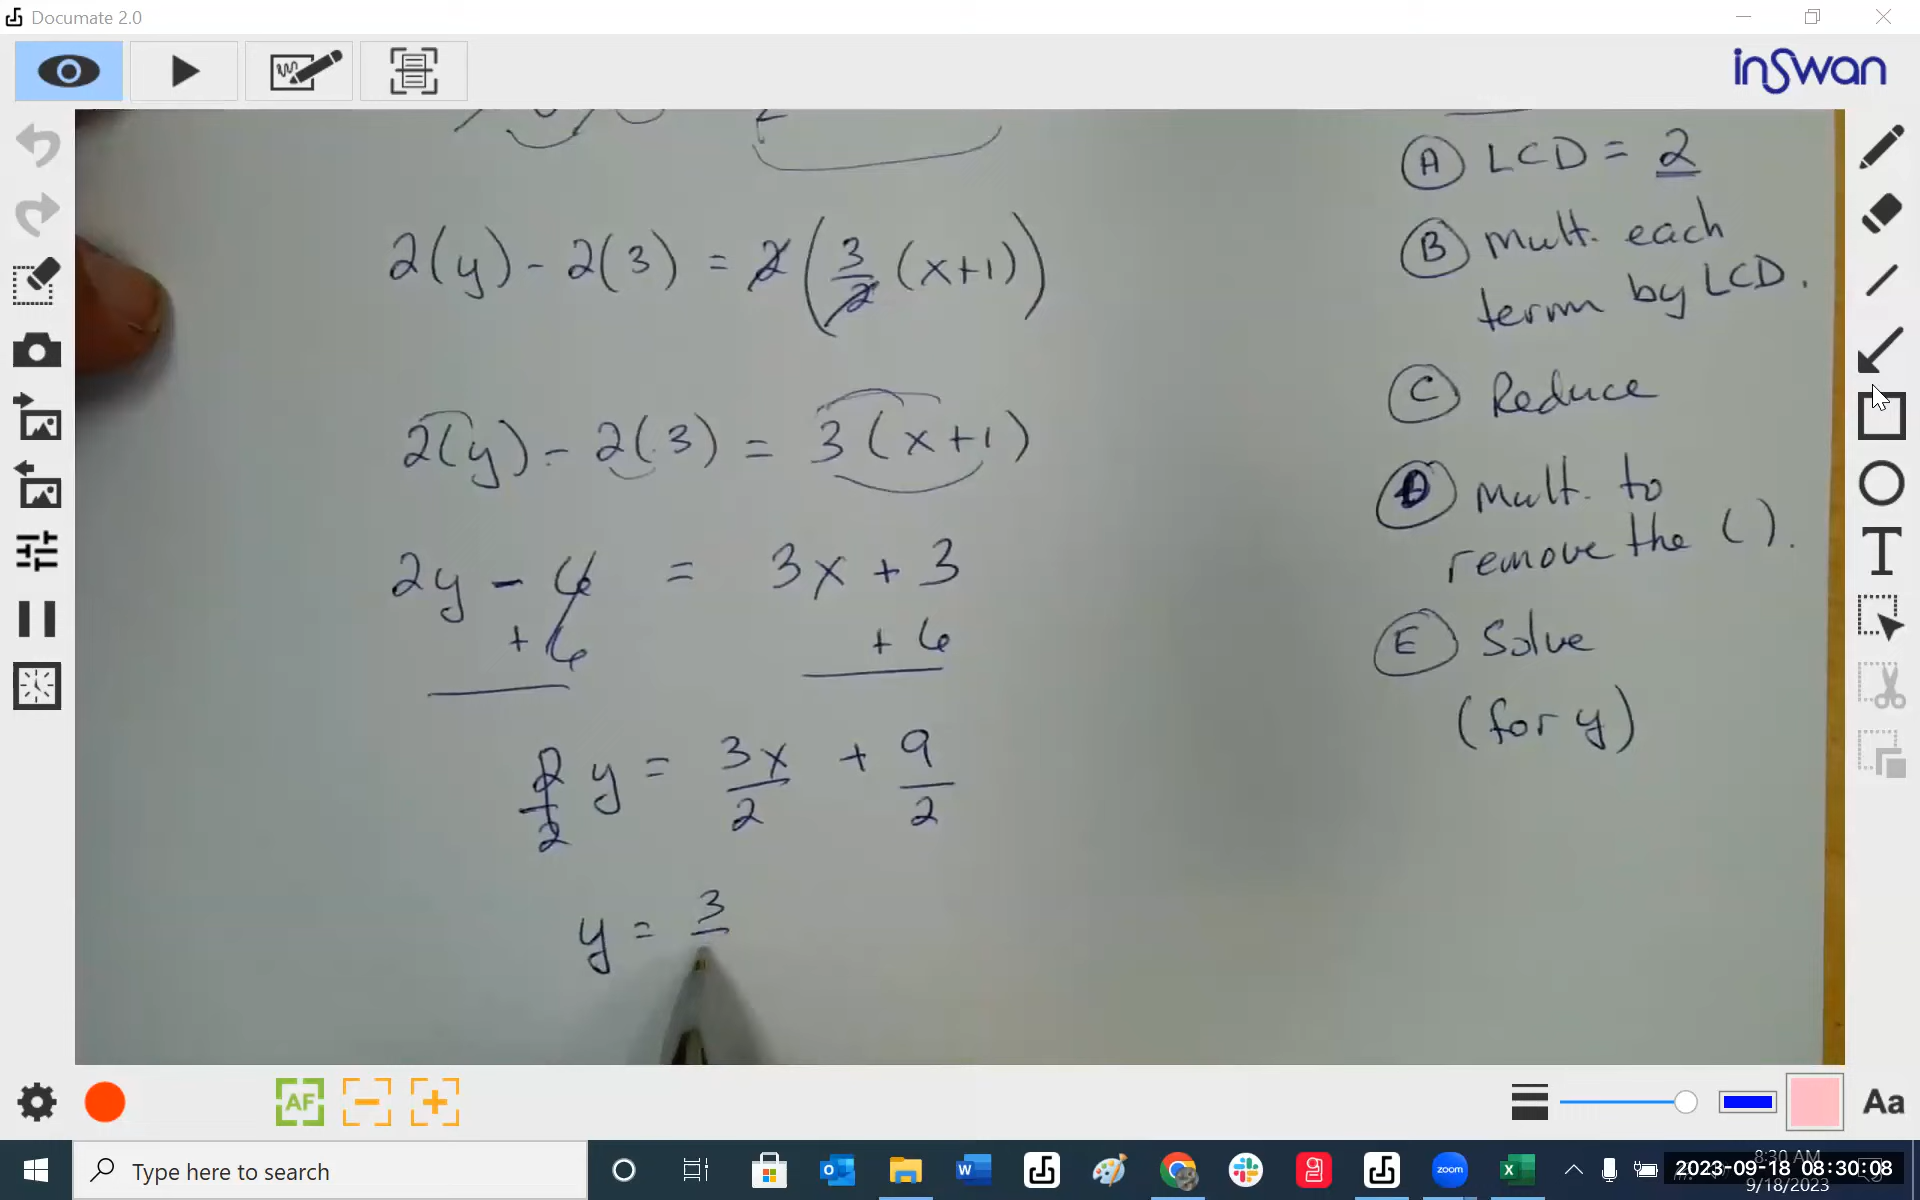 Documate 2.0
inSwan
2(y) - 2(3) = 2(3/2 (x+1))
2(y) - 2(3) = 3(x+1)
2y - 6 = 3x + 3
+ 6 + 6
2/2 y = 3x/2 + 9/2
y = 3
(A) LCD = 2
(B) Mult. each
term by LCD.
(C) Reduce
(D) Mult. to
remove the ( ).
(E) Solve
(for y)
T
AF
Aa
Type here to search
W
zoom
X
8:30 AM
2023-09-18 08:30:08
9/18/2023